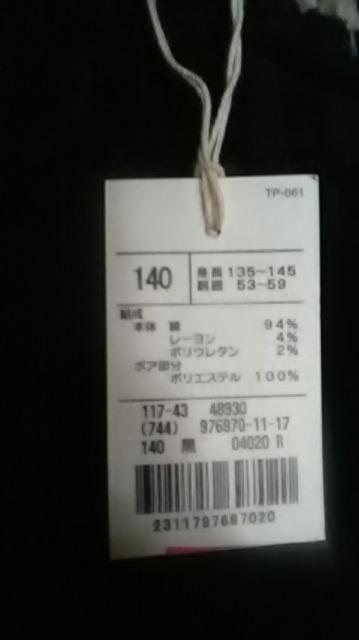 TP-061
140
身長 135~145
胴囲 53~59
組成
本体 綿 94%
レーヨン 4%
ポリウレタン 2%
ボア部分
ポリエステル 100%
117-43 48930
(744) 976970-11-17
140 黒 04020 R
2311797697020